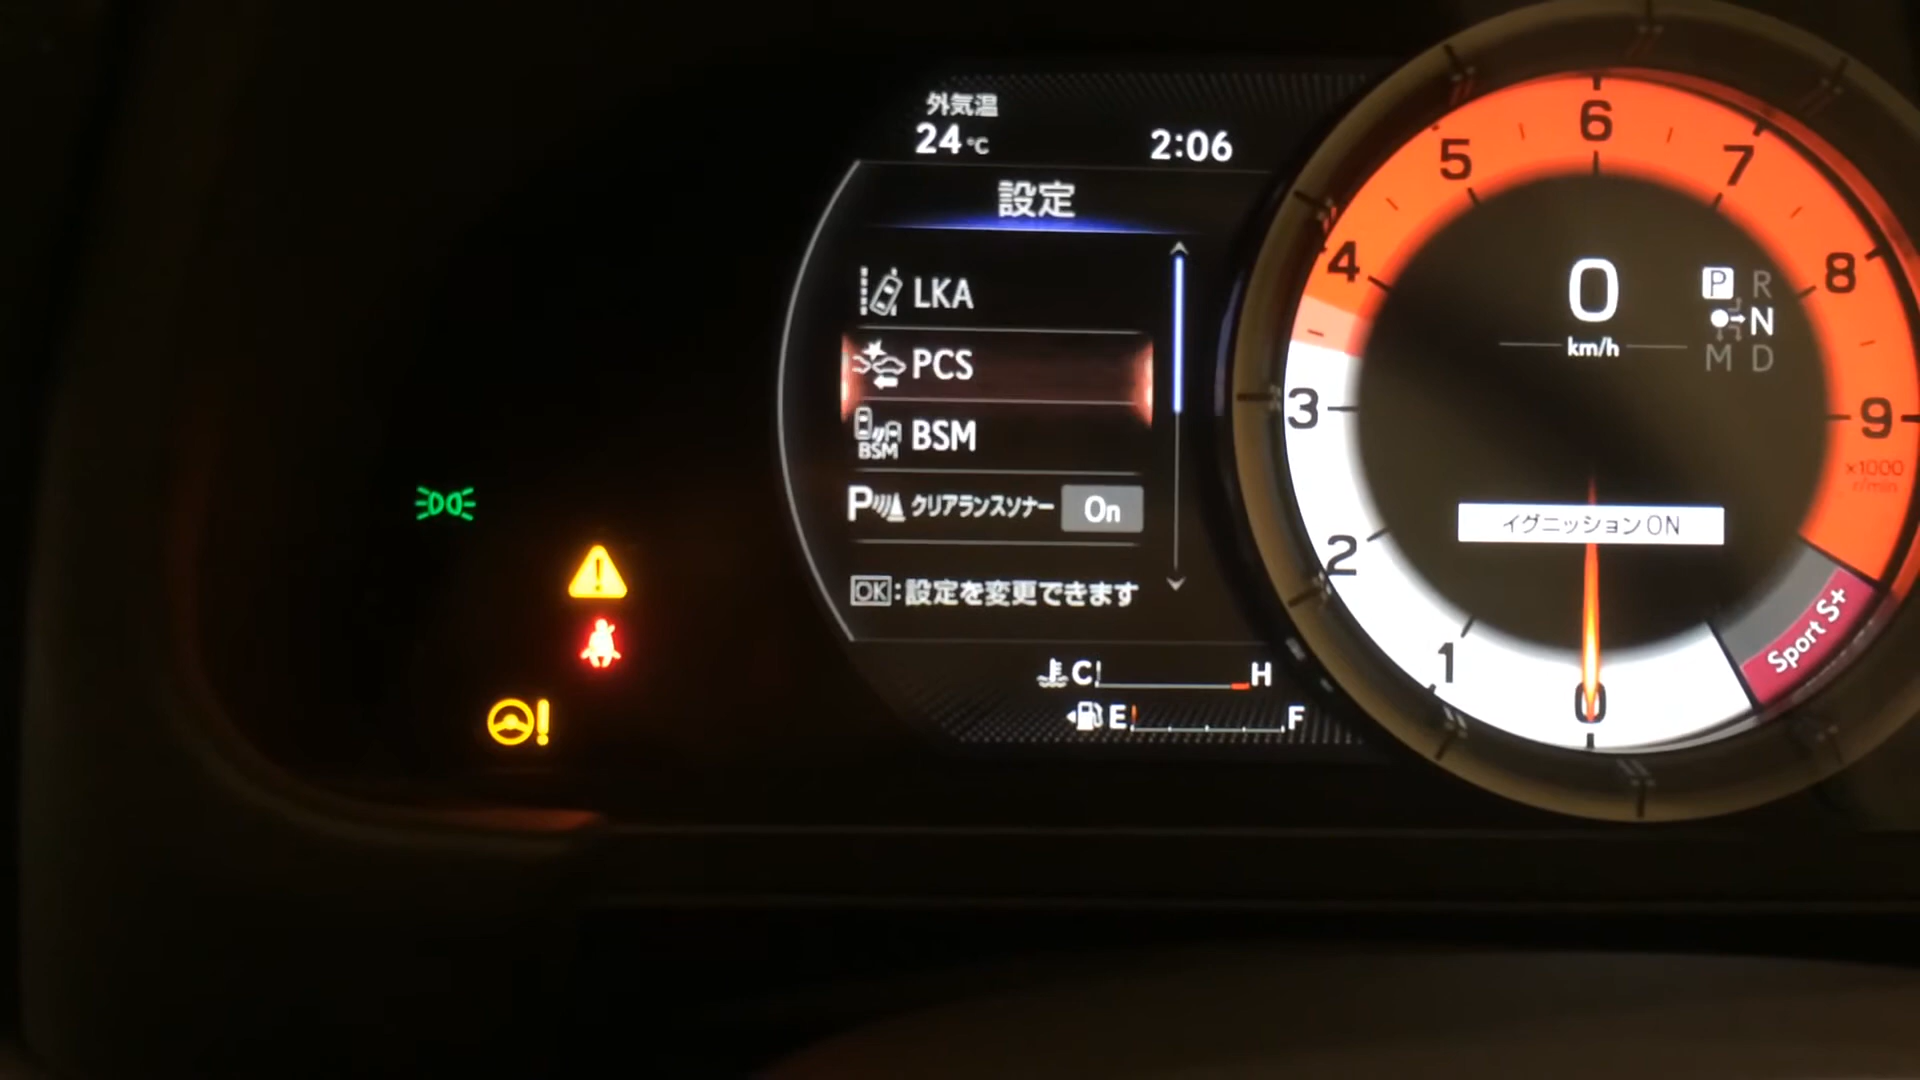 外気温
24℃
2:06
設定
LKA
PCS
BSM
BSM
P クリアランスソナー On
OK:設定を変更できます
C H
E F
0
1
2
3
4
5
6
7
8
9
×1000
r/min
0
km/h
P R
N
M D
イグニッション ON
Sport S+